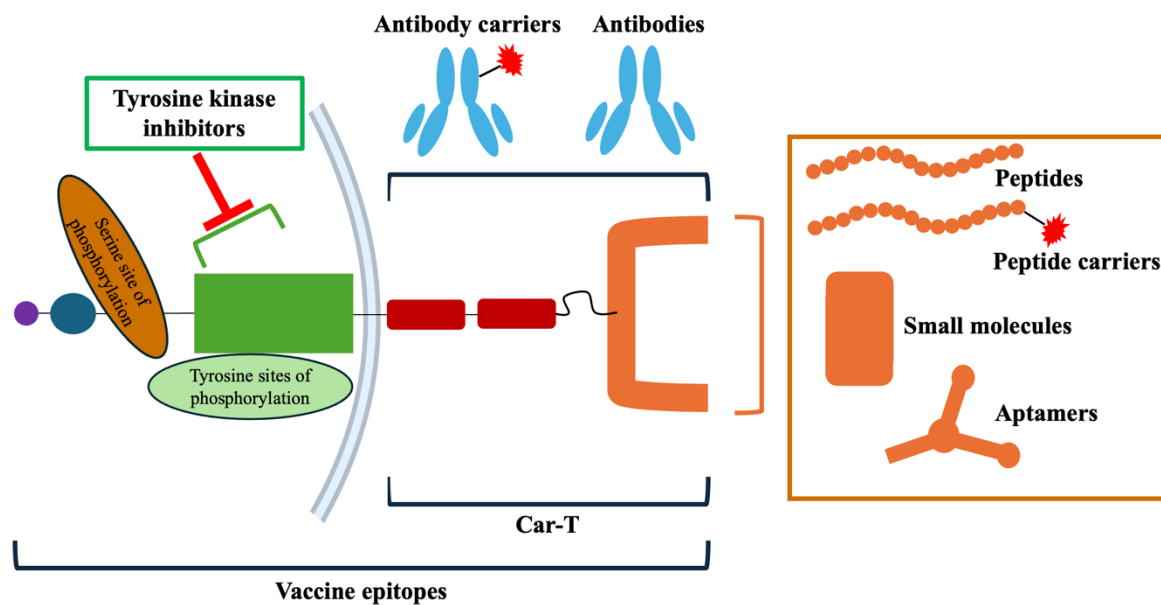 Antibody carriers
Antibodies
Tyrosine kinase
inhibitors
Serine site of
phosphorylation
Tyrosine sites of
phosphorylation
Peptides
Peptide carriers
Small molecules
Aptamers
Car-T
Vaccine epitopes